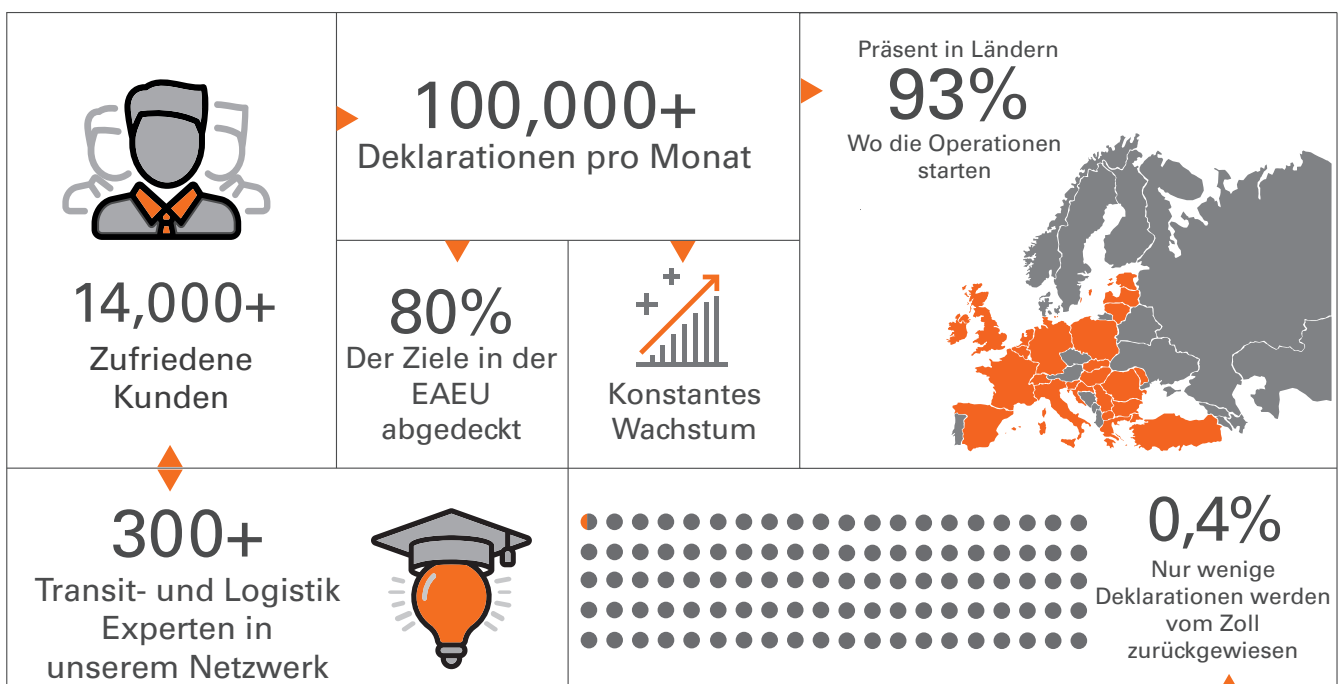 14,000+
Zufriedene
Kunden
100,000+
Deklarationen pro Monat
80%
Der Ziele in der
EAEU
abgedeckt
Konstantes
Wachstum
Präsent in Ländern
93%
Wo die Operationen
starten
300+
Transit- und Logistik
Experten in
unserem Netzwerk
0,4%
Nur wenige
Deklarationen werden
vom Zoll
zurückgewiesen